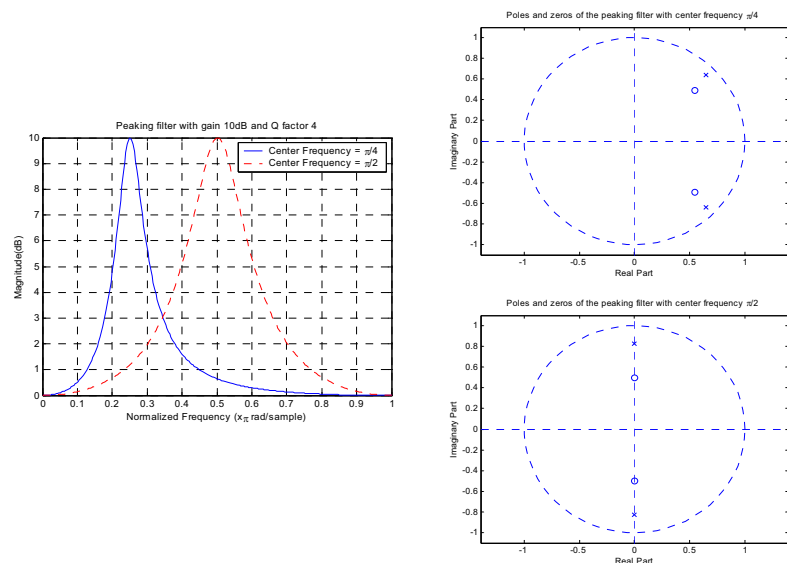 Peaking filter with gain 10dB and Q factor 4
10
9
8
7
6
5
4
3
2
1
0
Magnitude(dB)
Center Frequency = π/4
Center Frequency = π/2
0 0.1 0.2 0.3 0.4 0.5 0.6 0.7 0.8 0.9 1
Normalized Frequency (xπ rad/sample)
Poles and zeros of the peaking filter with center frequency π/4
1
0.8
0.6
0.4
0.2
0
-0.2
-0.4
-0.6
-0.8
-1
Imaginary Part
-1 -0.5 0 0.5 1
Real Part
Poles and zeros of the peaking filter with center frequency π/2
1
0.8
0.6
0.4
0.2
0
-0.2
-0.4
-0.6
-0.8
-1
Imaginary Part
-1 -0.5 0 0.5 1
Real Part